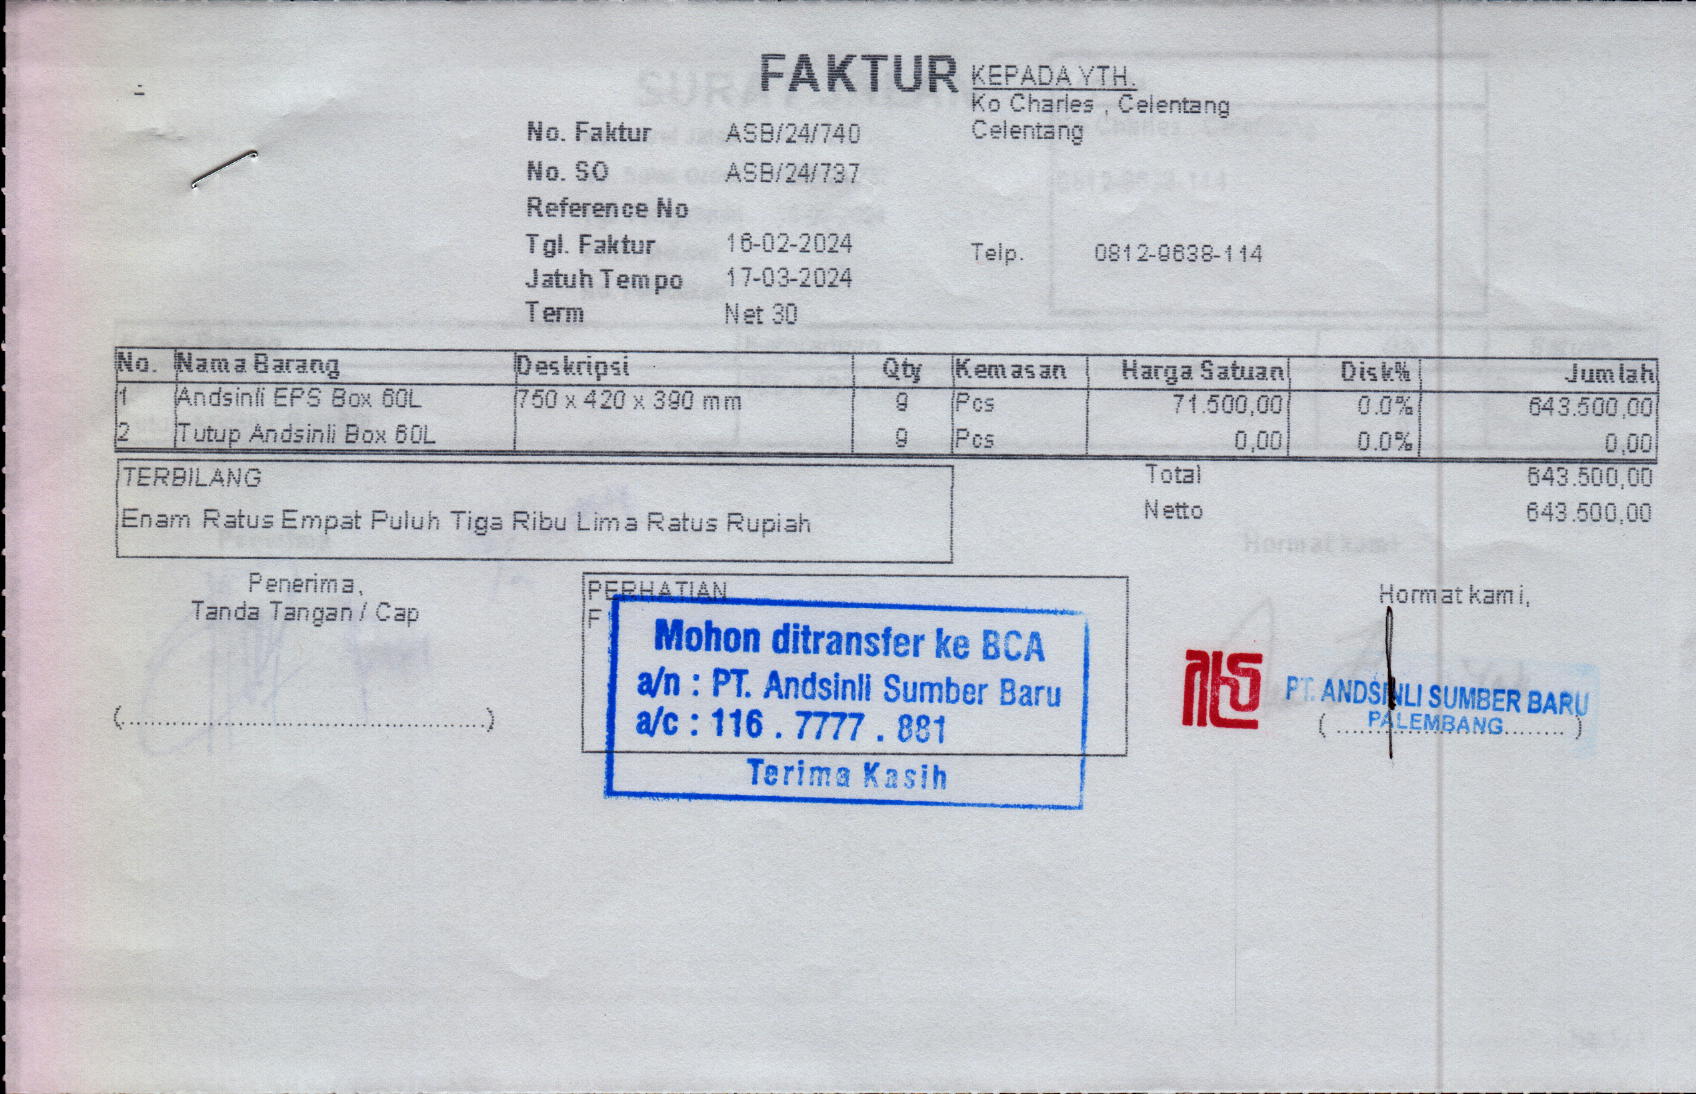 FAKTUR
KEPADA YTH.
Ko Charles , Celentang
Celentang
No. Faktur ASB/24/740
No. SO ASB/24/737
Reference No
Tgl. Faktur 16-02-2024
Telp. 0812-9638-114
Jatuh Tempo 17-03-2024
Term Net 30
No. Nama Barang Deskripsi Qty Kemasan Harga Satuan Disk% Jumlah
1 Andsinli EPS Box 60L 750 x 420 x 390 mm 9 Pcs 71.500,00 0.0% 643.500,00
2 Tutup Andsinli Box 60L 9 Pcs 0,00 0.0% 0,00
TERBILANG
Enam Ratus Empat Puluh Tiga Ribu Lima Ratus Rupiah
Total 643.500,00
Netto 643.500,00
Penerima,
Tanda Tangan / Cap
(.................................................)
PERHATIAN
F
Mohon ditransfer ke BCA
a/n : PT. Andsinli Sumber Baru
a/c : 116 . 7777 . 881
Terima Kasih
Hormat kami,
PT. ANDSINLI SUMBER BARU
PALEMBANG
( ............................... )